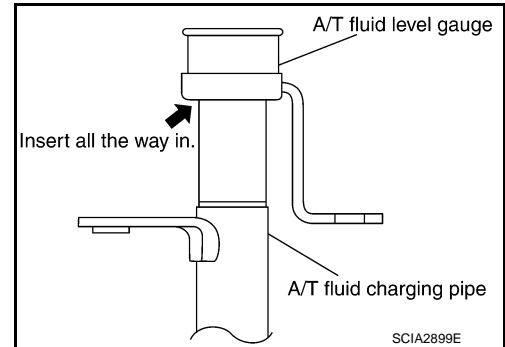 A/T fluid level gauge
Insert all the way in.
A/T fluid charging pipe
SCIA2899E